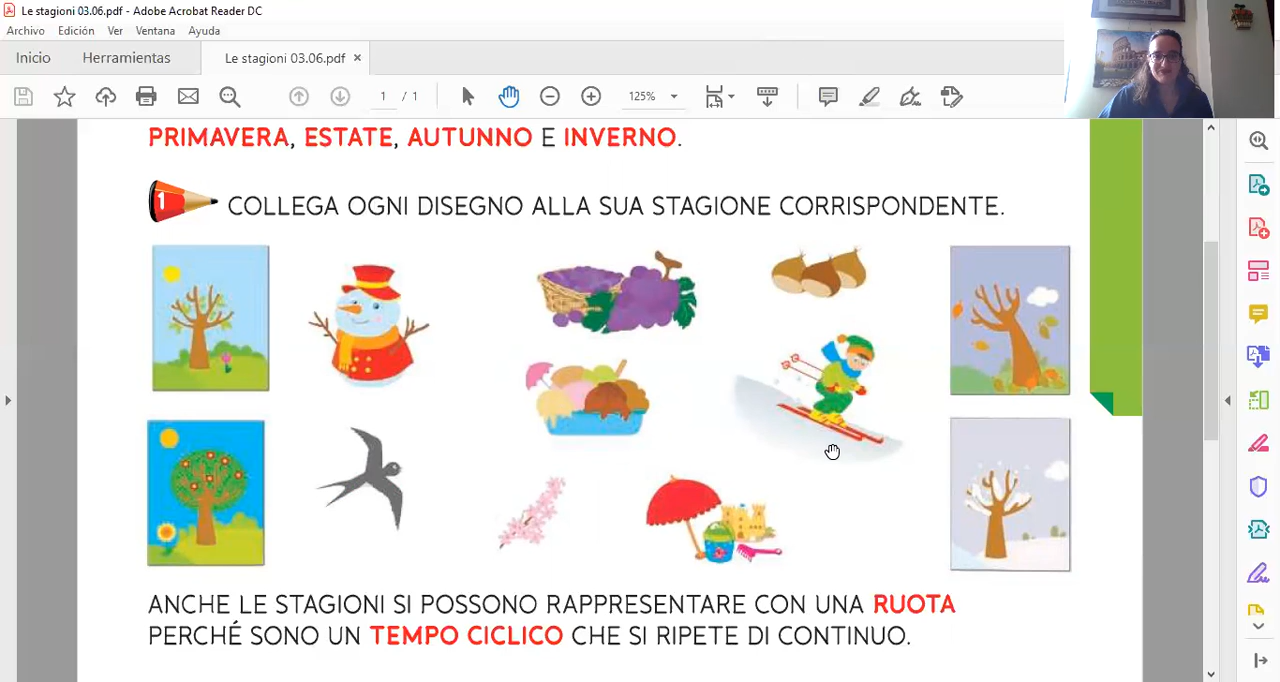 Le stagioni 03.06.pdf - Adobe Acrobat Reader DC
Archivo Edición Ver Ventana Ayuda
Inicio Herramientas Le stagioni 03.06.pdf ×
1 / 1 125%
PRIMAVERA, ESTATE, AUTUNNO E INVERNO.
1 COLLEGA OGNI DISEGNO ALLA SUA STAGIONE CORRISPONDENTE.
ANCHE LE STAGIONI SI POSSONO RAPPRESENTARE CON UNA RUOTA
PERCHÉ SONO UN TEMPO CICLICO CHE SI RIPETE DI CONTINUO.